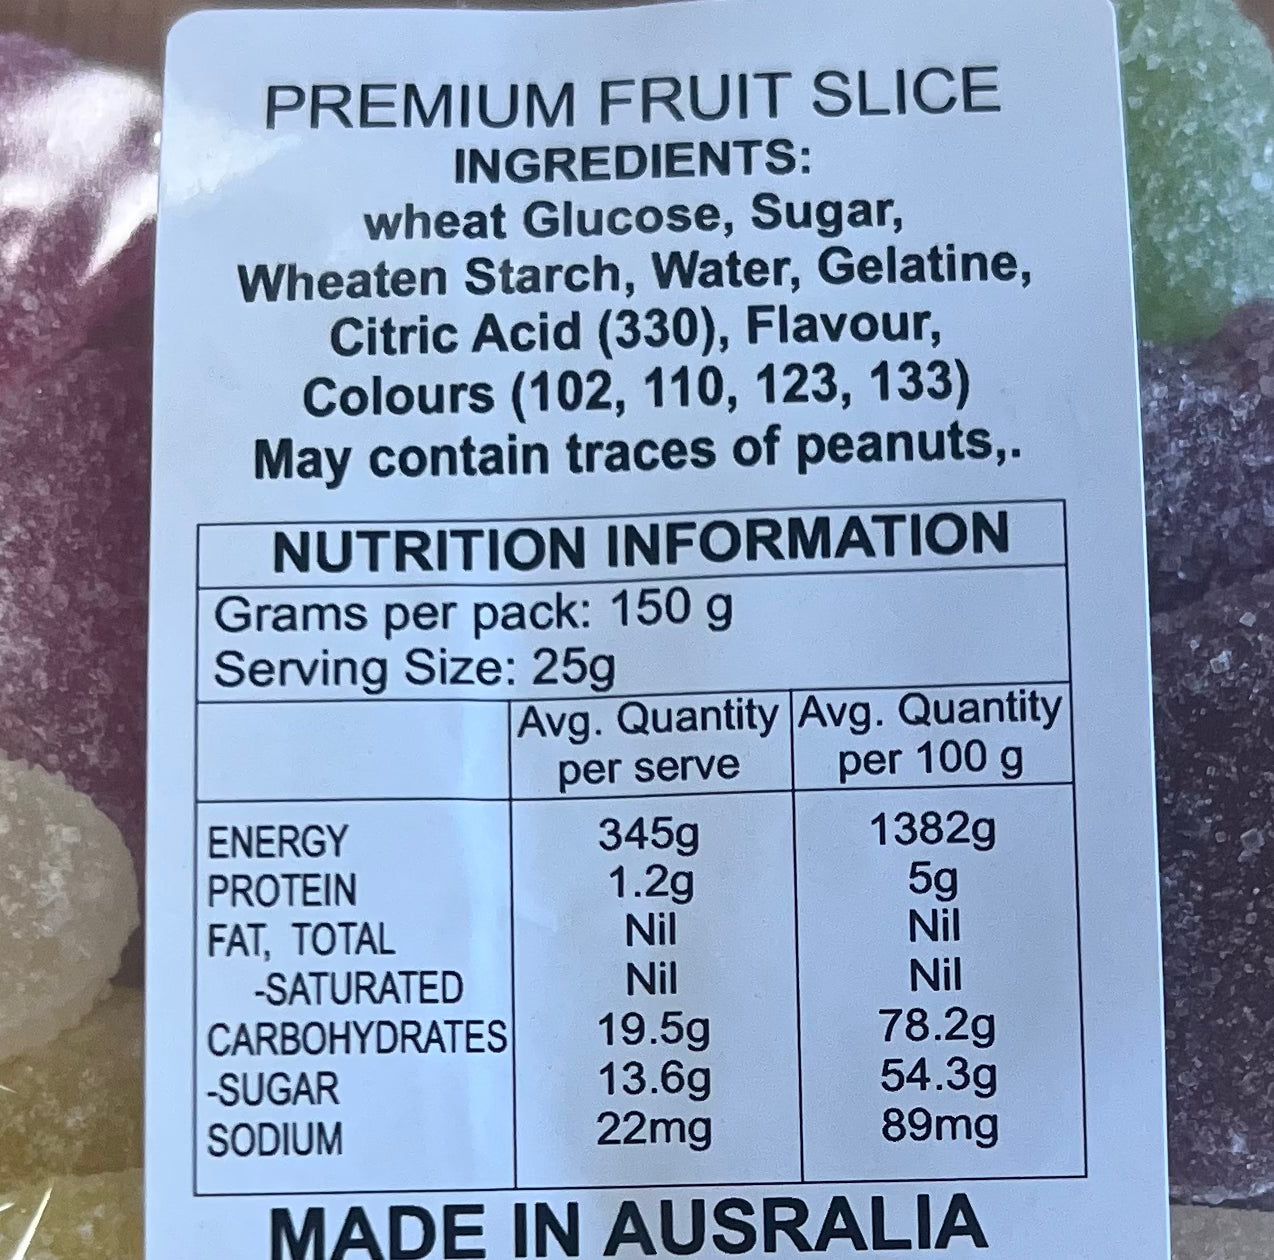 PREMIUM FRUIT SLICE
INGREDIENTS:
wheat Glucose, Sugar,
Wheaten Starch, Water, Gelatine,
Citric Acid (330), Flavour,
Colours (102, 110, 123, 133)
May contain traces of peanuts,.
NUTRITION INFORMATION
Grams per pack: 150 g
Serving Size: 25g
Avg. Quantity per serve Avg. Quantity per 100 g
ENERGY 345g 1382g
PROTEIN 1.2g 5g
FAT, TOTAL Nil Nil
-SATURATED Nil Nil
CARBOHYDRATES 19.5g 78.2g
-SUGAR 13.6g 54.3g
SODIUM 22mg 89mg
MADE IN AUSRALIA